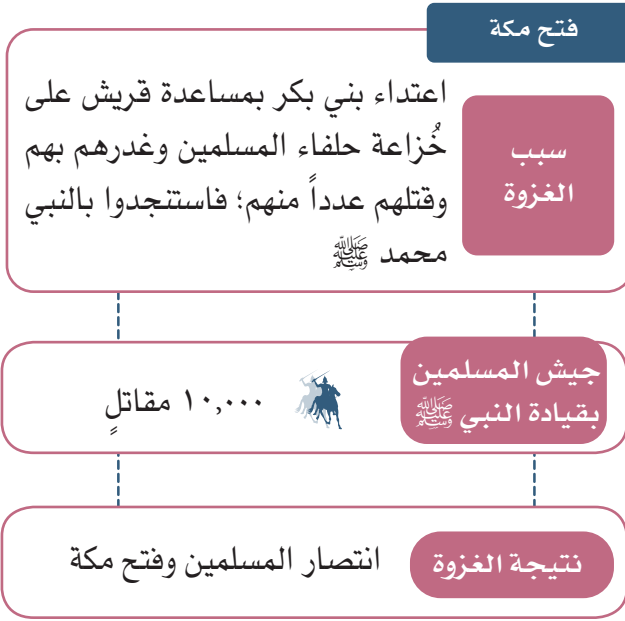 فتح مكة
سبب
الغزوة
اعتداء بني بكر بمساعدة قريش على
خُزاعة حلفاء المسلمين وغدرهم بهم
وقتلهم عدداً منهم؛ فاستنجدوا بالنبي
محمد ﷺ
جيش المسلمين
بقيادة النبي ﷺ
١٠,٠٠٠ مقاتلٍ
نتيجة الغزوة
انتصار المسلمين وفتح مكة